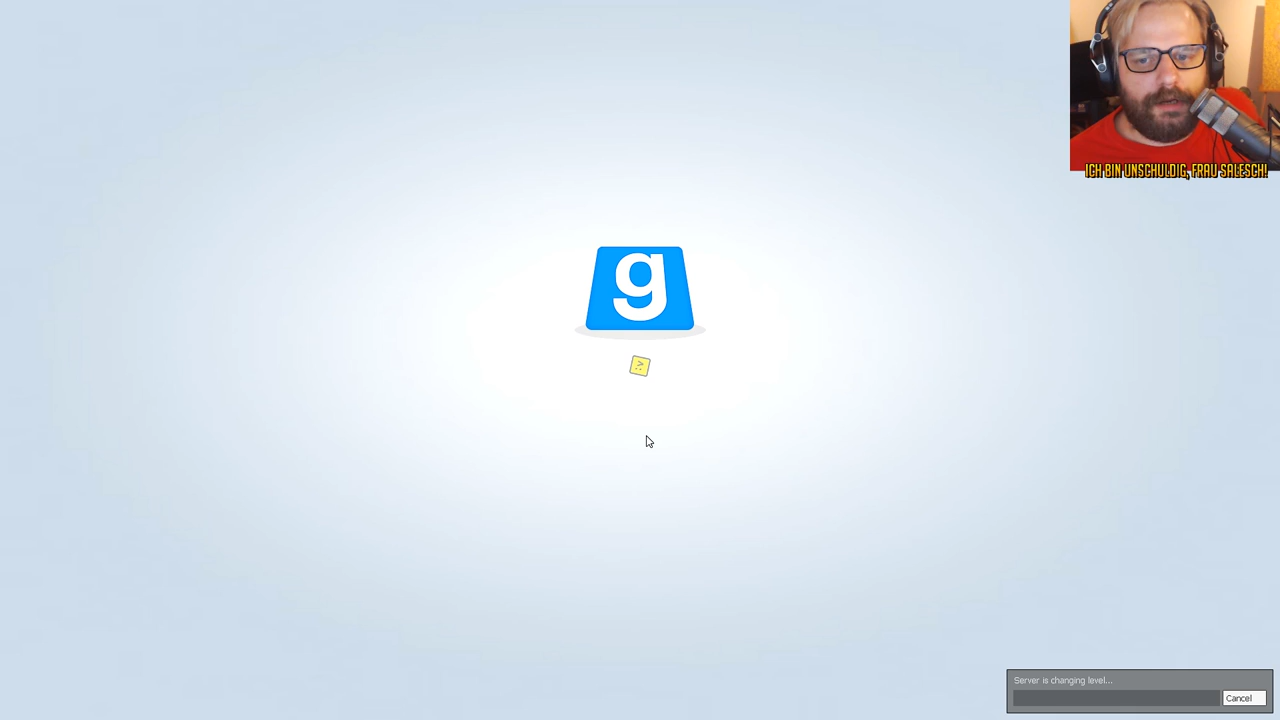 ICH BIN UNSCHULDIG, FRAU SALESCH!
g
:>
Server is changing level...
Cancel